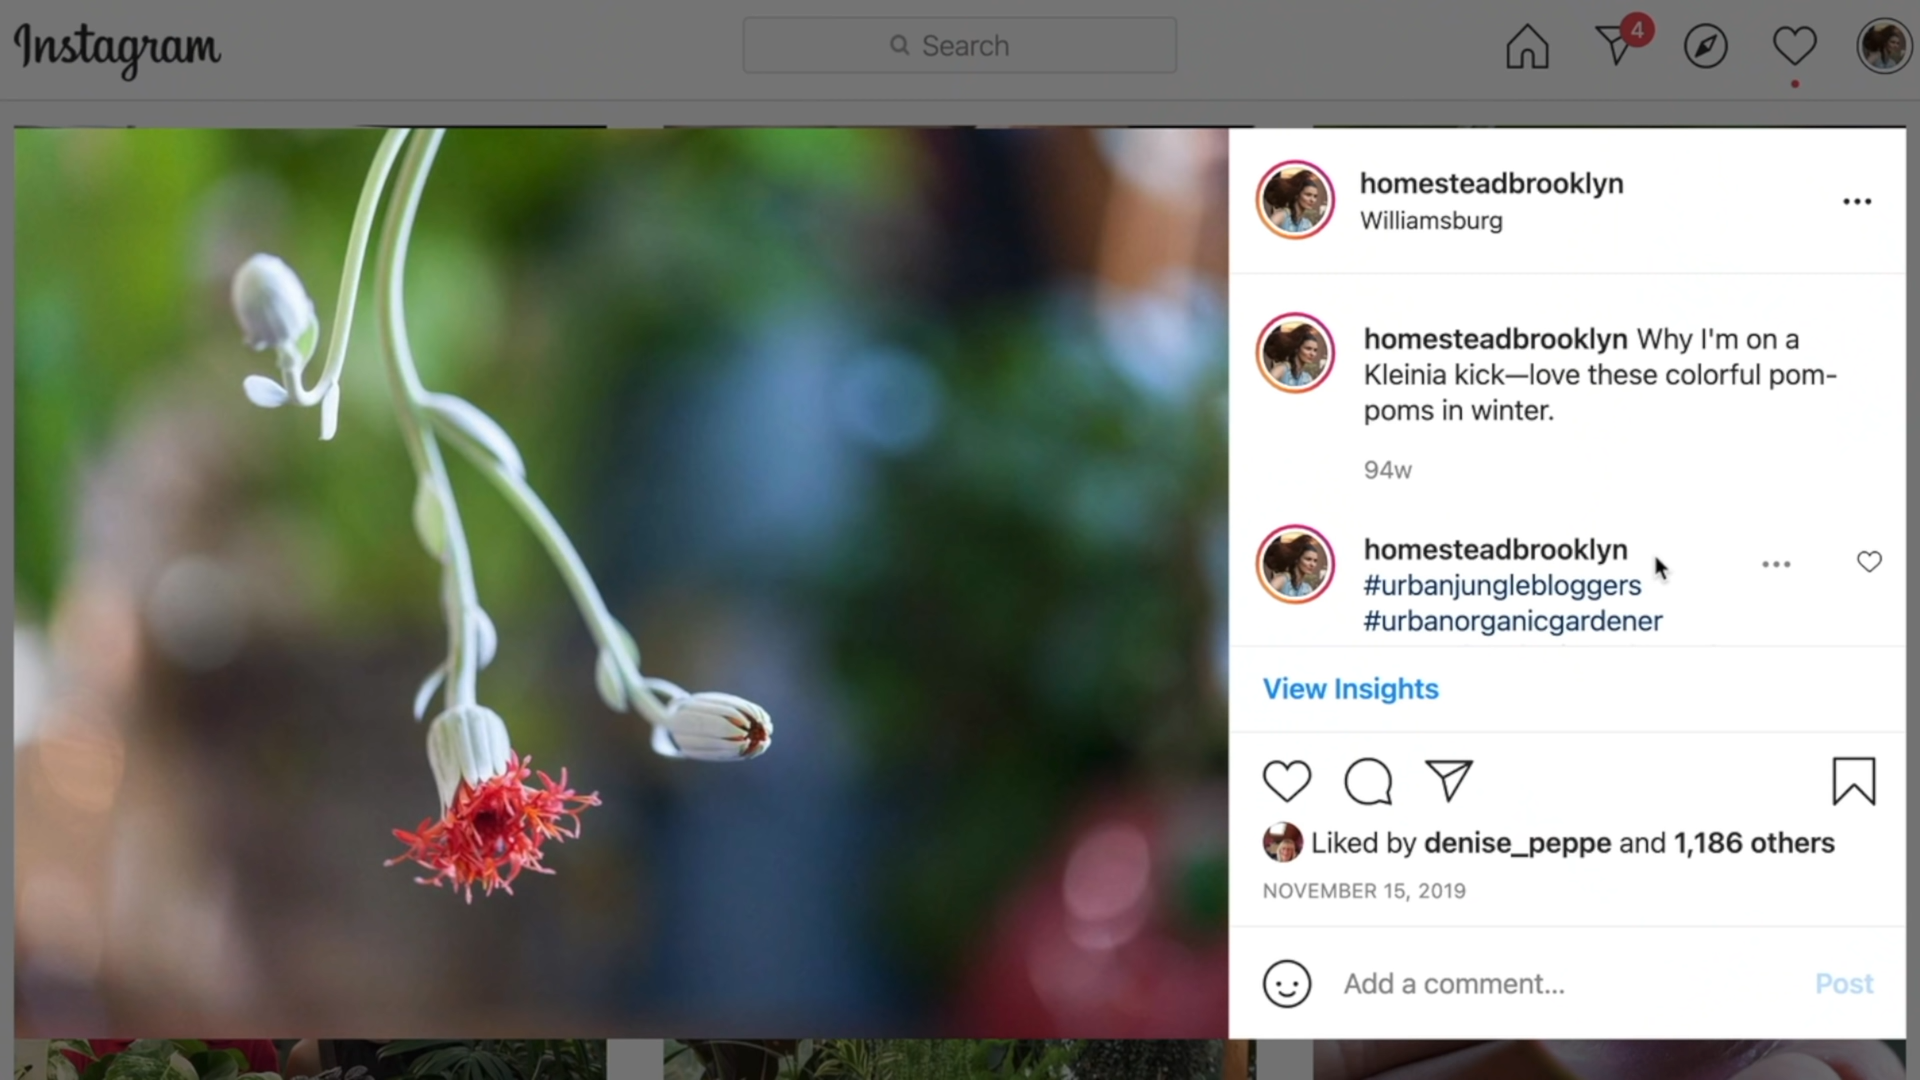 Instagram
Search
4
homesteadbrooklyn
Williamsburg
homesteadbrooklyn Why I'm on a
Kleinia kick—love these colorful pom-
poms in winter.
94w
homesteadbrooklyn
#urbanjunglebloggers
#urbanorganicgardener
View Insights
Liked by denise_peppe and 1,186 others
NOVEMBER 15, 2019
Add a comment...
Post